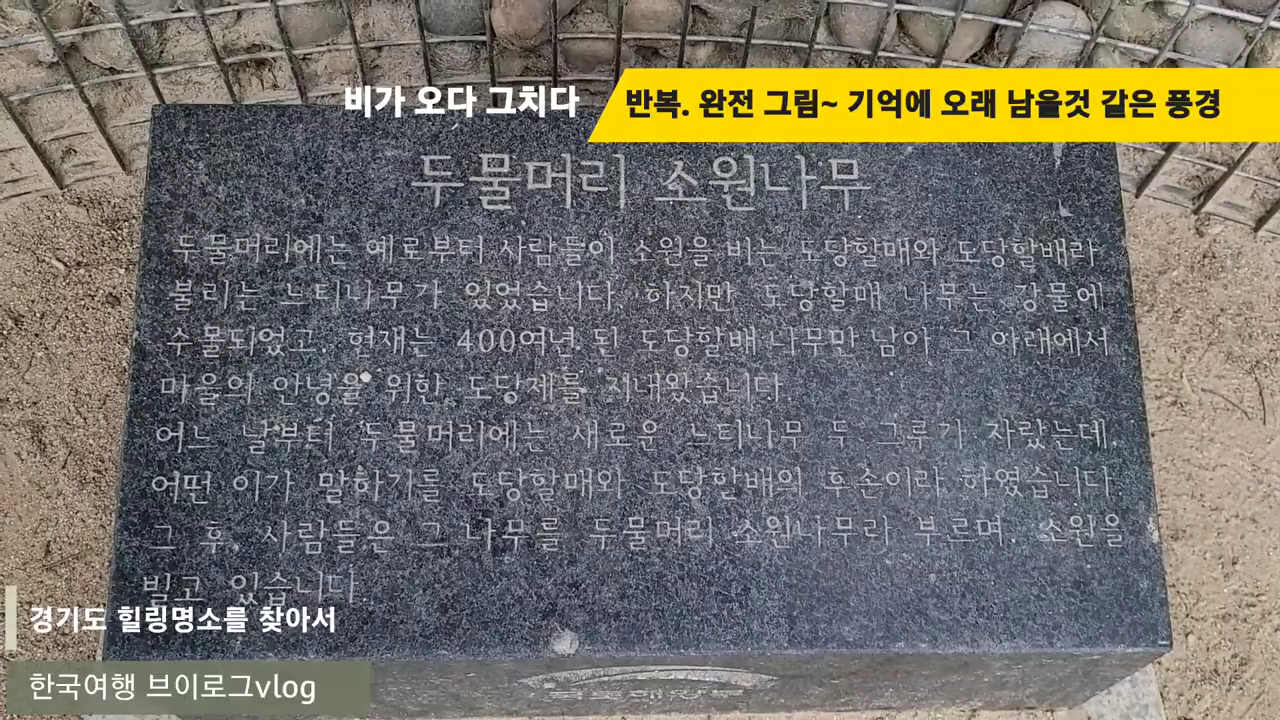 비가 오다 그치다
반복. 완전 그림~ 기억에 오래 남을것 같은 풍경
두물머리 소원나무
두물머리에는 예로부터 사람들이 소원을 비는 도당할매와 도당할배라
불리는 느티나무가 있었습니다. 하지만 도당할매 나무는 강물에
수몰되었고, 현재는 400여년 된 도당할배 나무만 남아 그 아래에서
마을의 안녕을 위한 도당제를 지내왔습니다.
어느 날부터 두물머리에는 새로운 느티나무 두 그루가 자랐는데,
어떤 이가 말하기를 도당할매와 도당할배의 후손이라 하였습니다.
그 후, 사람들은 그 나무를 두물머리 소원나무라 부르며, 소원을
빌고 있습니다.
경기도 힐링명소를 찾아서
한국여행 브이로그vlog